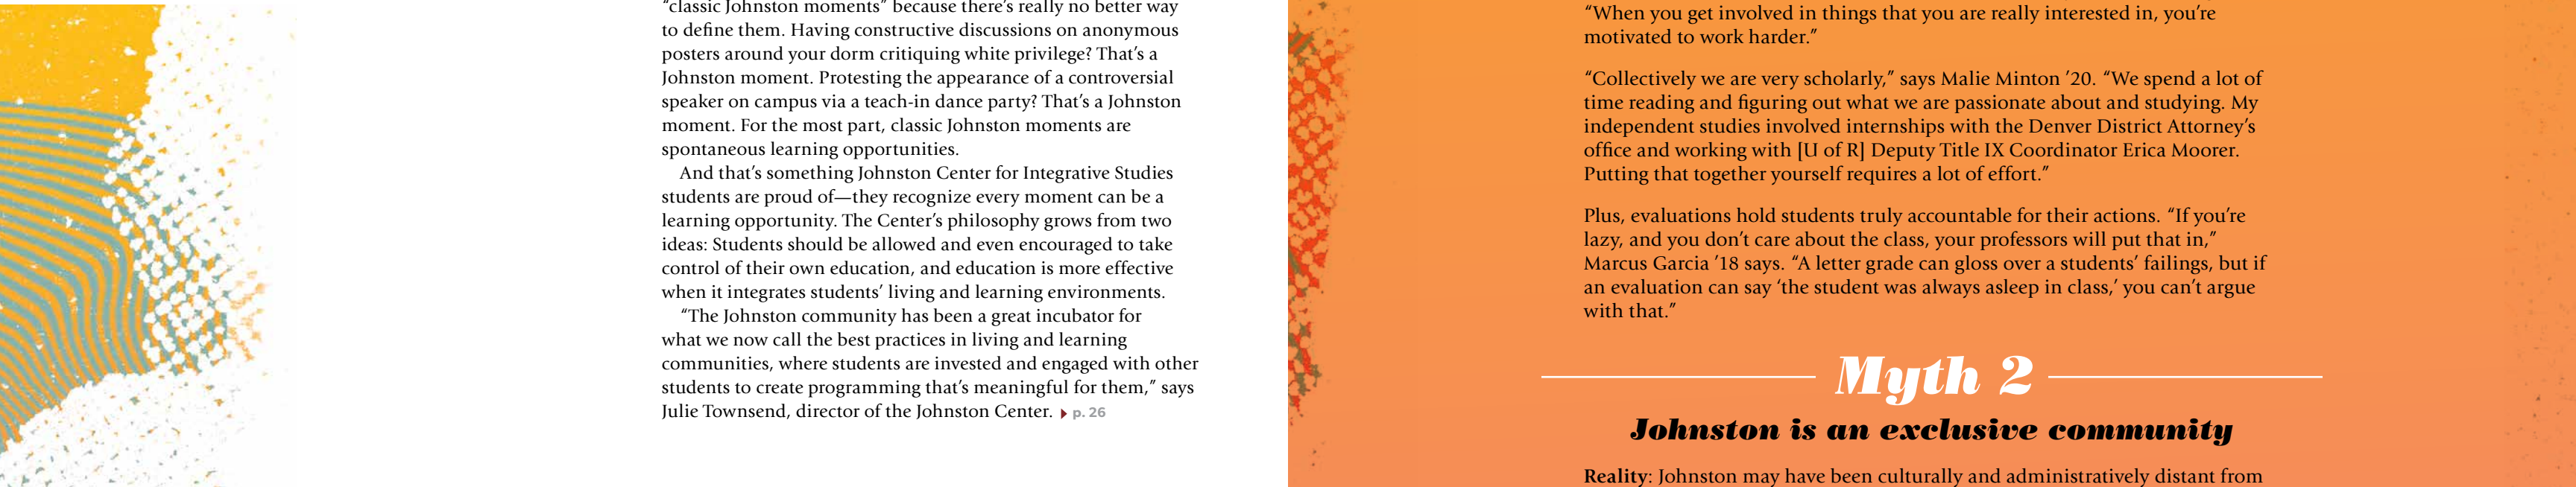 “classic Johnston moments” because there’s really no better way
to define them. Having constructive discussions on anonymous
posters around your dorm critiquing white privilege? That’s a
Johnston moment. Protesting the appearance of a controversial
speaker on campus via a teach-in dance party? That’s a Johnston
moment. For the most part, classic Johnston moments are
spontaneous learning opportunities.
And that’s something Johnston Center for Integrative Studies
students are proud of—they recognize every moment can be a
learning opportunity. The Center’s philosophy grows from two
ideas: Students should be allowed and even encouraged to take
control of their own education, and education is more effective
when it integrates students’ living and learning environments.
“The Johnston community has been a great incubator for
what we now call the best practices in living and learning
communities, where students are invested and engaged with other
students to create programming that’s meaningful for them,” says
Julie Townsend, director of the Johnston Center. p. 26
“When you get involved in things that you are really interested in, you’re
motivated to work harder.”
“Collectively we are very scholarly,” says Malie Minton ’20. “We spend a lot of
time reading and figuring out what we are passionate about and studying. My
independent studies involved internships with the Denver District Attorney’s
office and working with [U of R] Deputy Title IX Coordinator Erica Moorer.
Putting that together yourself requires a lot of effort.”
Plus, evaluations hold students truly accountable for their actions. “If you’re
lazy, and you don’t care about the class, your professors will put that in,”
Marcus Garcia ’18 says. “A letter grade can gloss over a students’ failings, but if
an evaluation can say ‘the student was always asleep in class,’ you can’t argue
with that.”
Myth 2
Johnston is an exclusive community
Reality: Johnston may have been culturally and administratively distant from